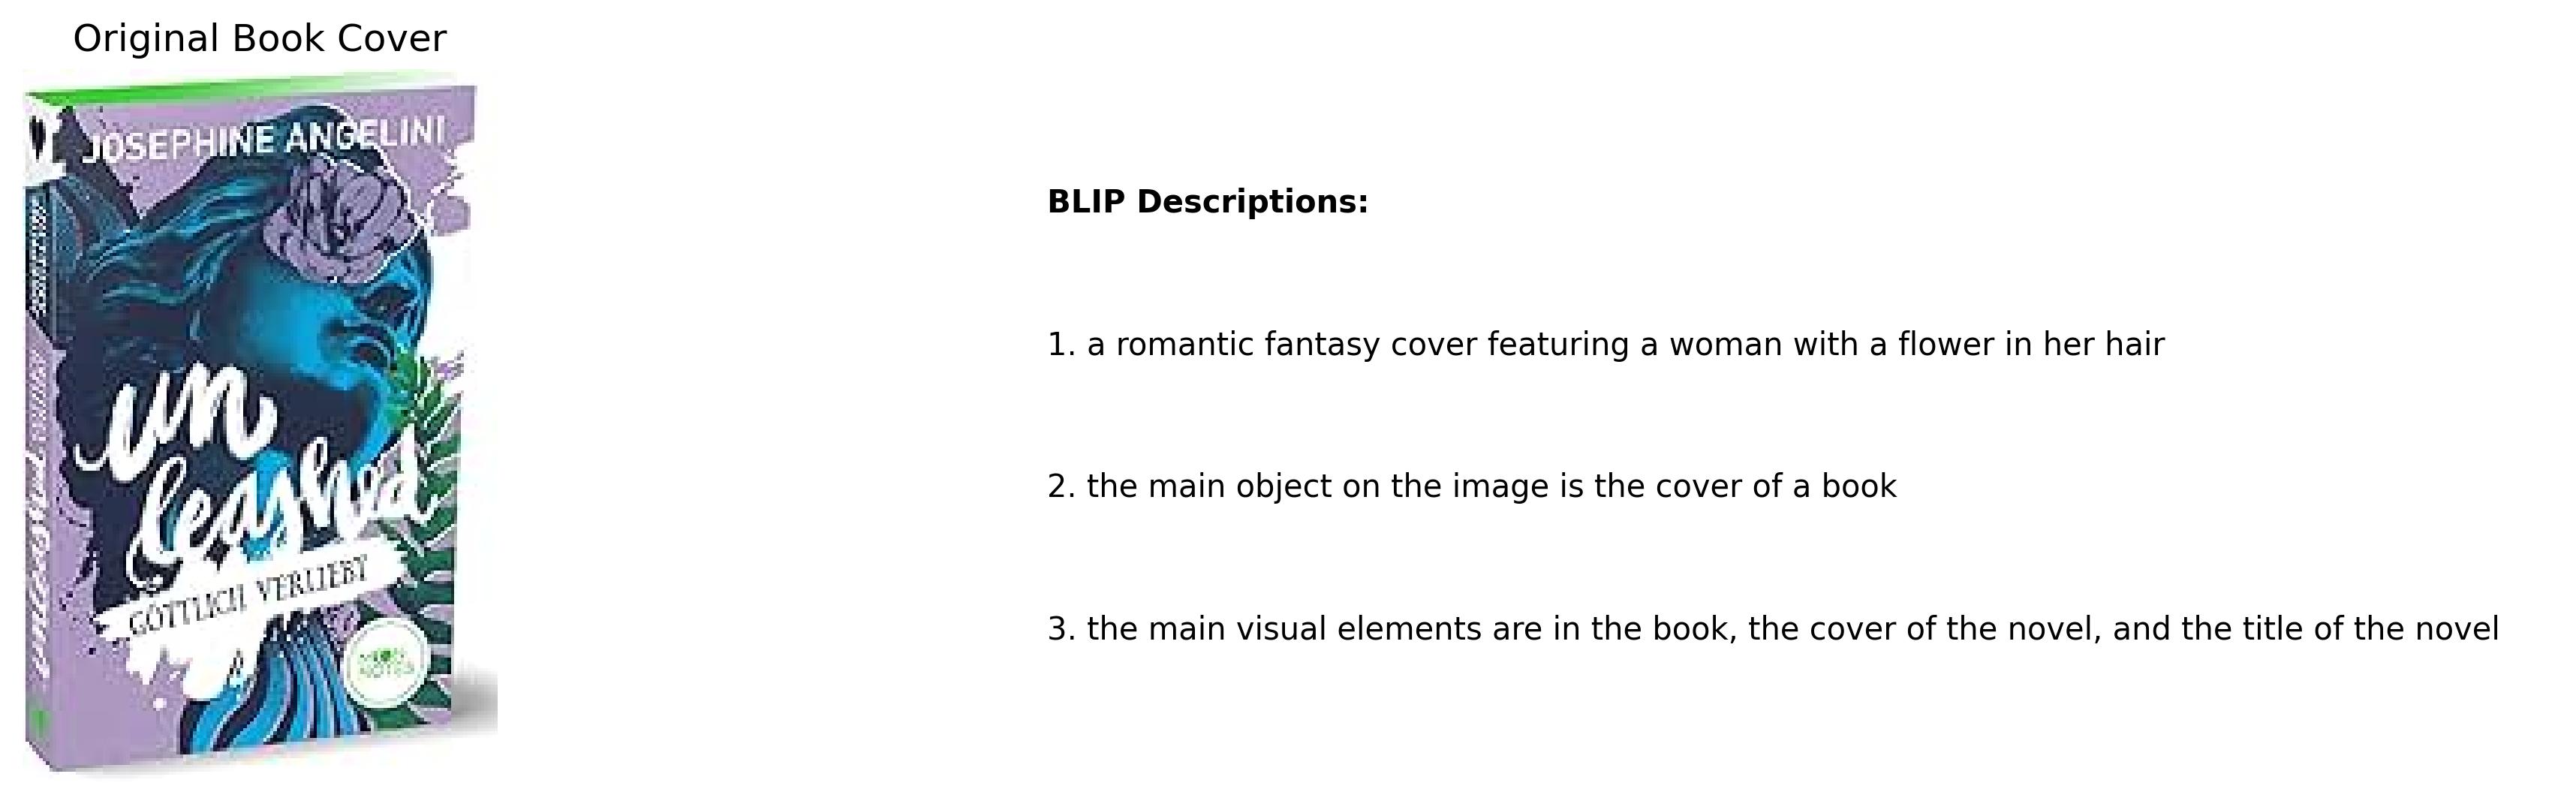 Original Book Cover
JOSEPHINE ANGELINI
un
leashed
GÖTTLICH VERLIEBT
BLIP Descriptions:
1. a romantic fantasy cover featuring a woman with a flower in her hair
2. the main object on the image is the cover of a book
3. the main visual elements are in the book, the cover of the novel, and the title of the novel